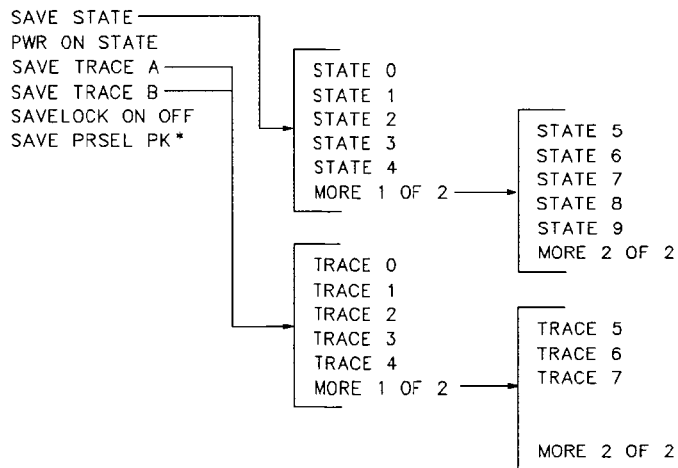 SAVE STATE
PWR ON STATE
SAVE TRACE A
SAVE TRACE B
SAVELOCK ON OFF
SAVE PRSEL PK*
STATE 0
STATE 1
STATE 2
STATE 3
STATE 4
MORE 1 OF 2
STATE 5
STATE 6
STATE 7
STATE 8
STATE 9
MORE 2 OF 2
TRACE 0
TRACE 1
TRACE 2
TRACE 3
TRACE 4
MORE 1 OF 2
TRACE 5
TRACE 6
TRACE 7
MORE 2 OF 2